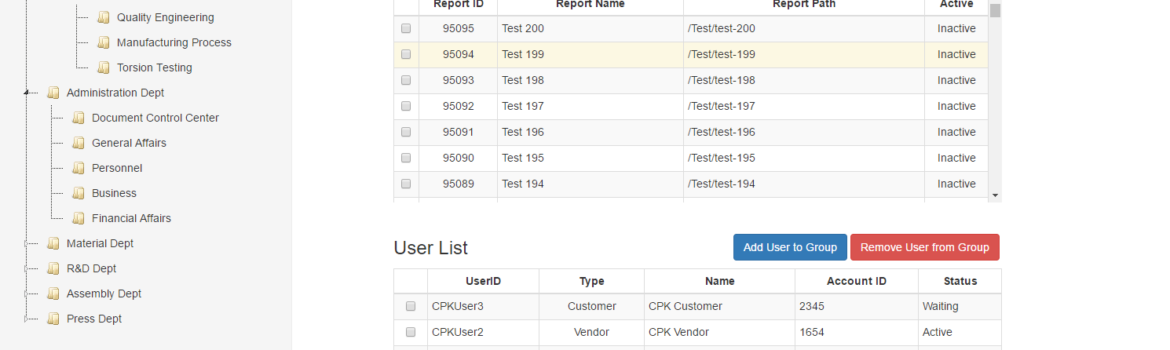 Quality Engineering
Manufacturing Process
Torsion Testing
Administration Dept
Document Control Center
General Affairs
Personnel
Business
Financial Affairs
Material Dept
R&D Dept
Assembly Dept
Press Dept
Report ID Report Name Report Path Active
95095 Test 200 /Test/test-200 Inactive
95094 Test 199 /Test/test-199 Inactive
95093 Test 198 /Test/test-198 Inactive
95092 Test 197 /Test/test-197 Inactive
95091 Test 196 /Test/test-196 Inactive
95090 Test 195 /Test/test-195 Inactive
95089 Test 194 /Test/test-194 Inactive
User List Add User to Group Remove User from Group
UserID Type Name Account ID Status
CPKUser3 Customer CPK Customer 2345 Waiting
CPKUser2 Vendor CPK Vendor 1654 Active